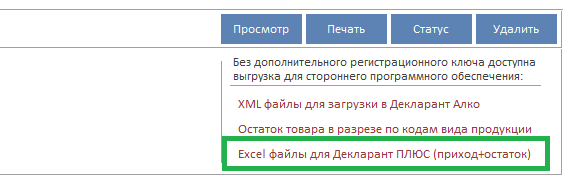 Просмотр Печать Статус Удалить
Без дополнительного регистрационного ключа доступна
выгрузка для стороннего программного обеспечения:
XML файлы для загрузки в Декларант Алко
Остаток товара в разрезе по кодам вида продукции
Excel файлы для Декларант ПЛЮС (приход+остаток)